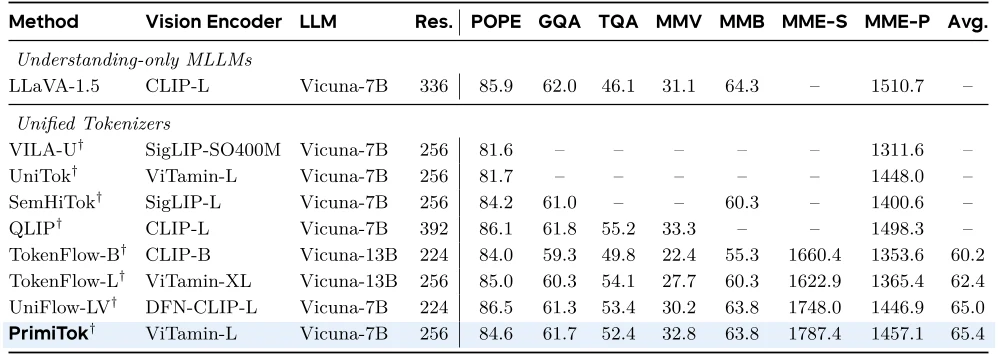 Method Vision Encoder LLM Res. POPE GQA TQA MMV MMB MME-S MME-P Avg.
Understanding-only MLLMs
LLaVA-1.5 CLIP-L Vicuna-7B 336 85.9 62.0 46.1 31.1 64.3 – 1510.7 –
Unified Tokenizers
VILA-U† SigLIP-SO400M Vicuna-7B 256 81.6 – – – – – 1311.6 –
UniTok† ViTamin-L Vicuna-7B 256 81.7 – – – – – 1448.0 –
SemHiTok† SigLIP-L Vicuna-7B 256 84.2 61.0 – – 60.3 – 1400.6 –
QLIP† CLIP-L Vicuna-7B 392 86.1 61.8 55.2 33.3 – – 1498.3 –
TokenFlow-B† CLIP-B Vicuna-13B 224 84.0 59.3 49.8 22.4 55.3 1660.4 1353.6 60.2
TokenFlow-L† ViTamin-XL Vicuna-13B 256 85.0 60.3 54.1 27.7 60.3 1622.9 1365.4 62.4
UniFlow-LV† DFN-CLIP-L Vicuna-7B 224 86.5 61.3 53.4 30.2 63.8 1748.0 1446.9 65.0
PrimiTok† ViTamin-L Vicuna-7B 256 84.6 61.7 52.4 32.8 63.8 1787.4 1457.1 65.4